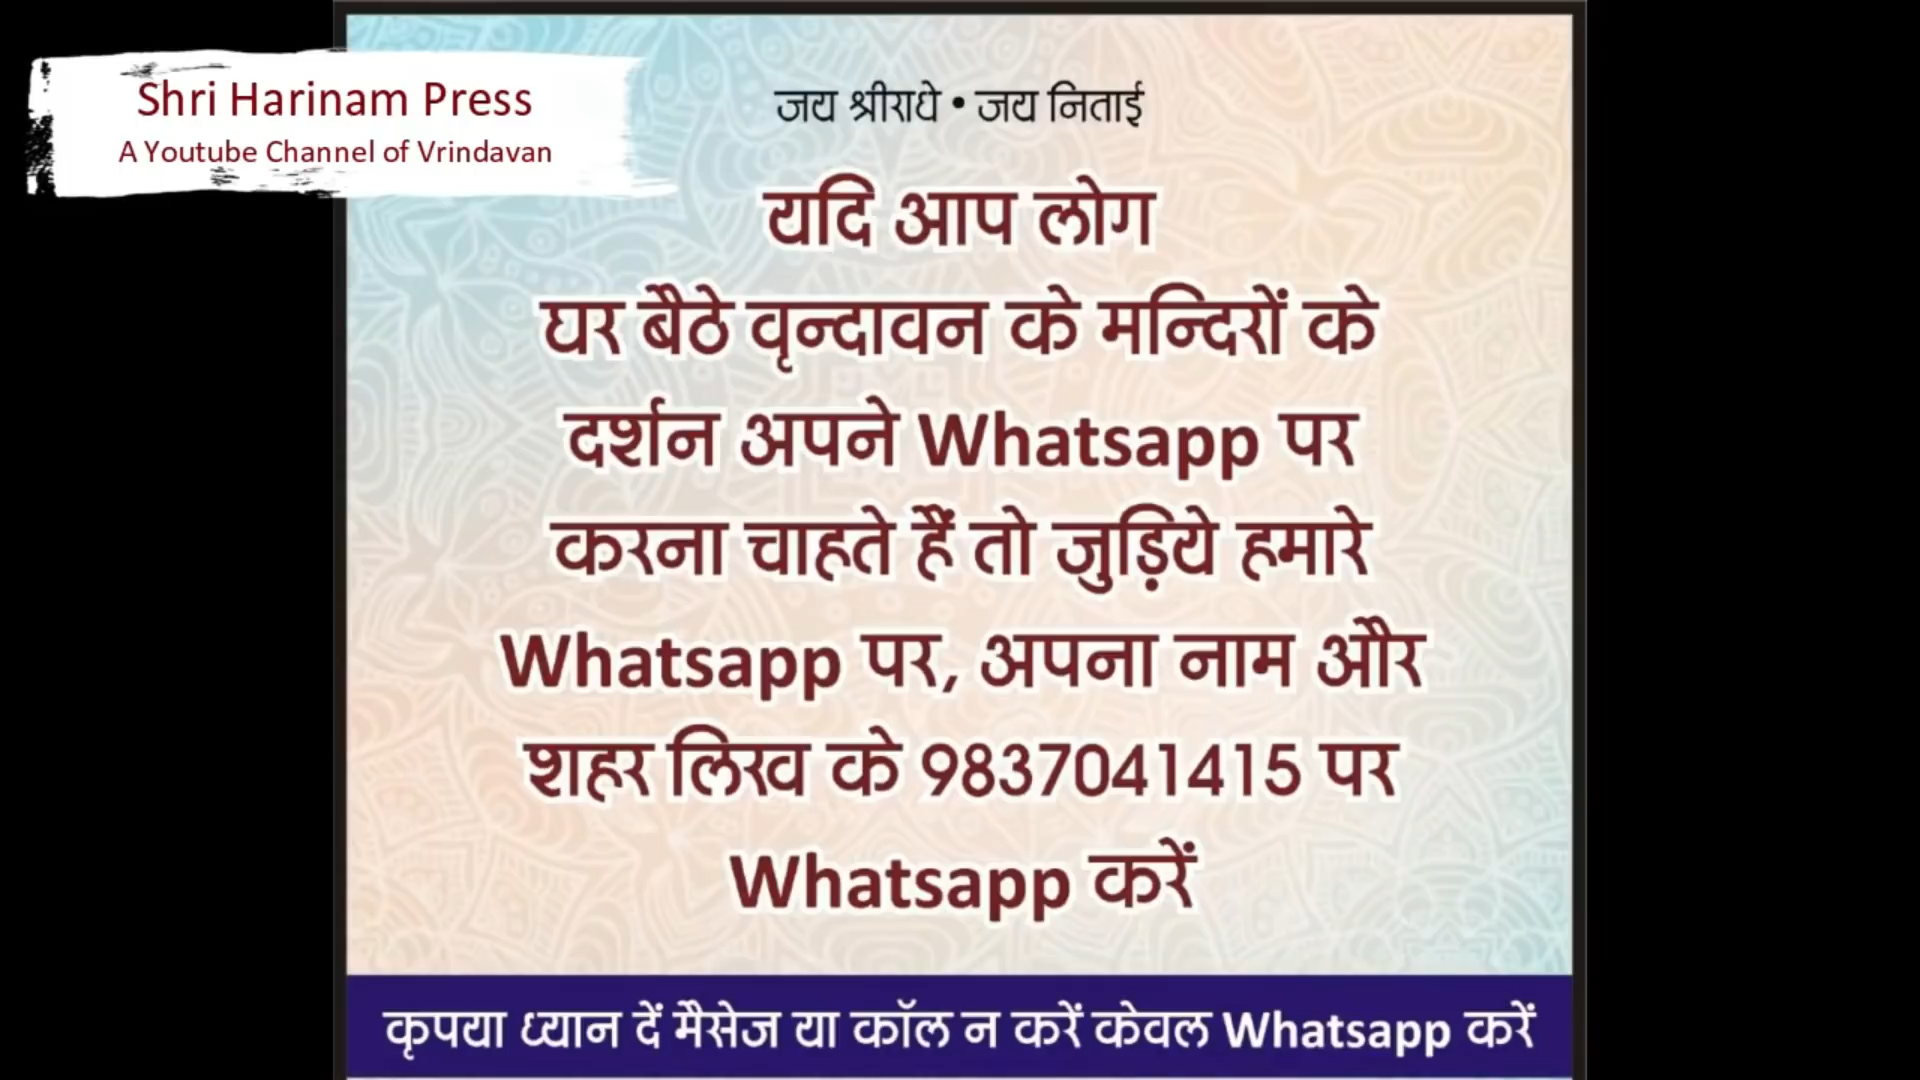 Shri Harinam Press
A Youtube Channel of Vrindavan
जय श्रीराधे • जय निताई
यदि आप लोग
घर बैठे वृन्दावन के मन्दिरों के
दर्शन अपने Whatsapp पर
करना चाहते हैं तो जुड़िये हमारे
Whatsapp पर, अपना नाम और
शहर लिख के 9837041415 पर
Whatsapp करें
कृपया ध्यान दें मैसेज या कॉल न करें केवल Whatsapp करें